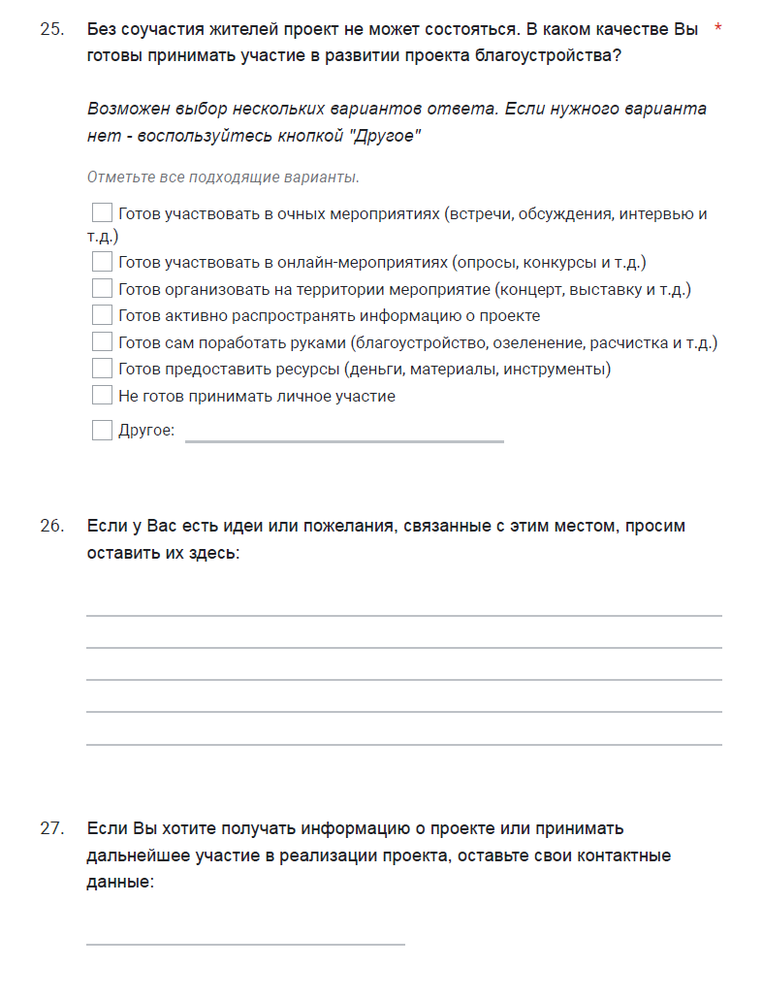 25. Без соучастия жителей проект не может состояться. В каком качестве Вы *
готовы принимать участие в развитии проекта благоустройства?
Возможен выбор нескольких вариантов ответа. Если нужного варианта
нет - воспользуйтесь кнопкой "Другое"
Отметьте все подходящие варианты.
Готов участвовать в очных мероприятиях (встречи, обсуждения, интервью и
т.д.)
Готов участвовать в онлайн-мероприятиях (опросы, конкурсы и т.д.)
Готов организовать на территории мероприятие (концерт, выставку и т.д.)
Готов активно распространять информацию о проекте
Готов сам поработать руками (благоустройство, озеленение, расчистка и т.д.)
Готов предоставить ресурсы (деньги, материалы, инструменты)
Не готов принимать личное участие
Другое:
26. Если у Вас есть идеи или пожелания, связанные с этим местом, просим
оставить их здесь:
27. Если Вы хотите получать информацию о проекте или принимать
дальнейшее участие в реализации проекта, оставьте свои контактные
данные: